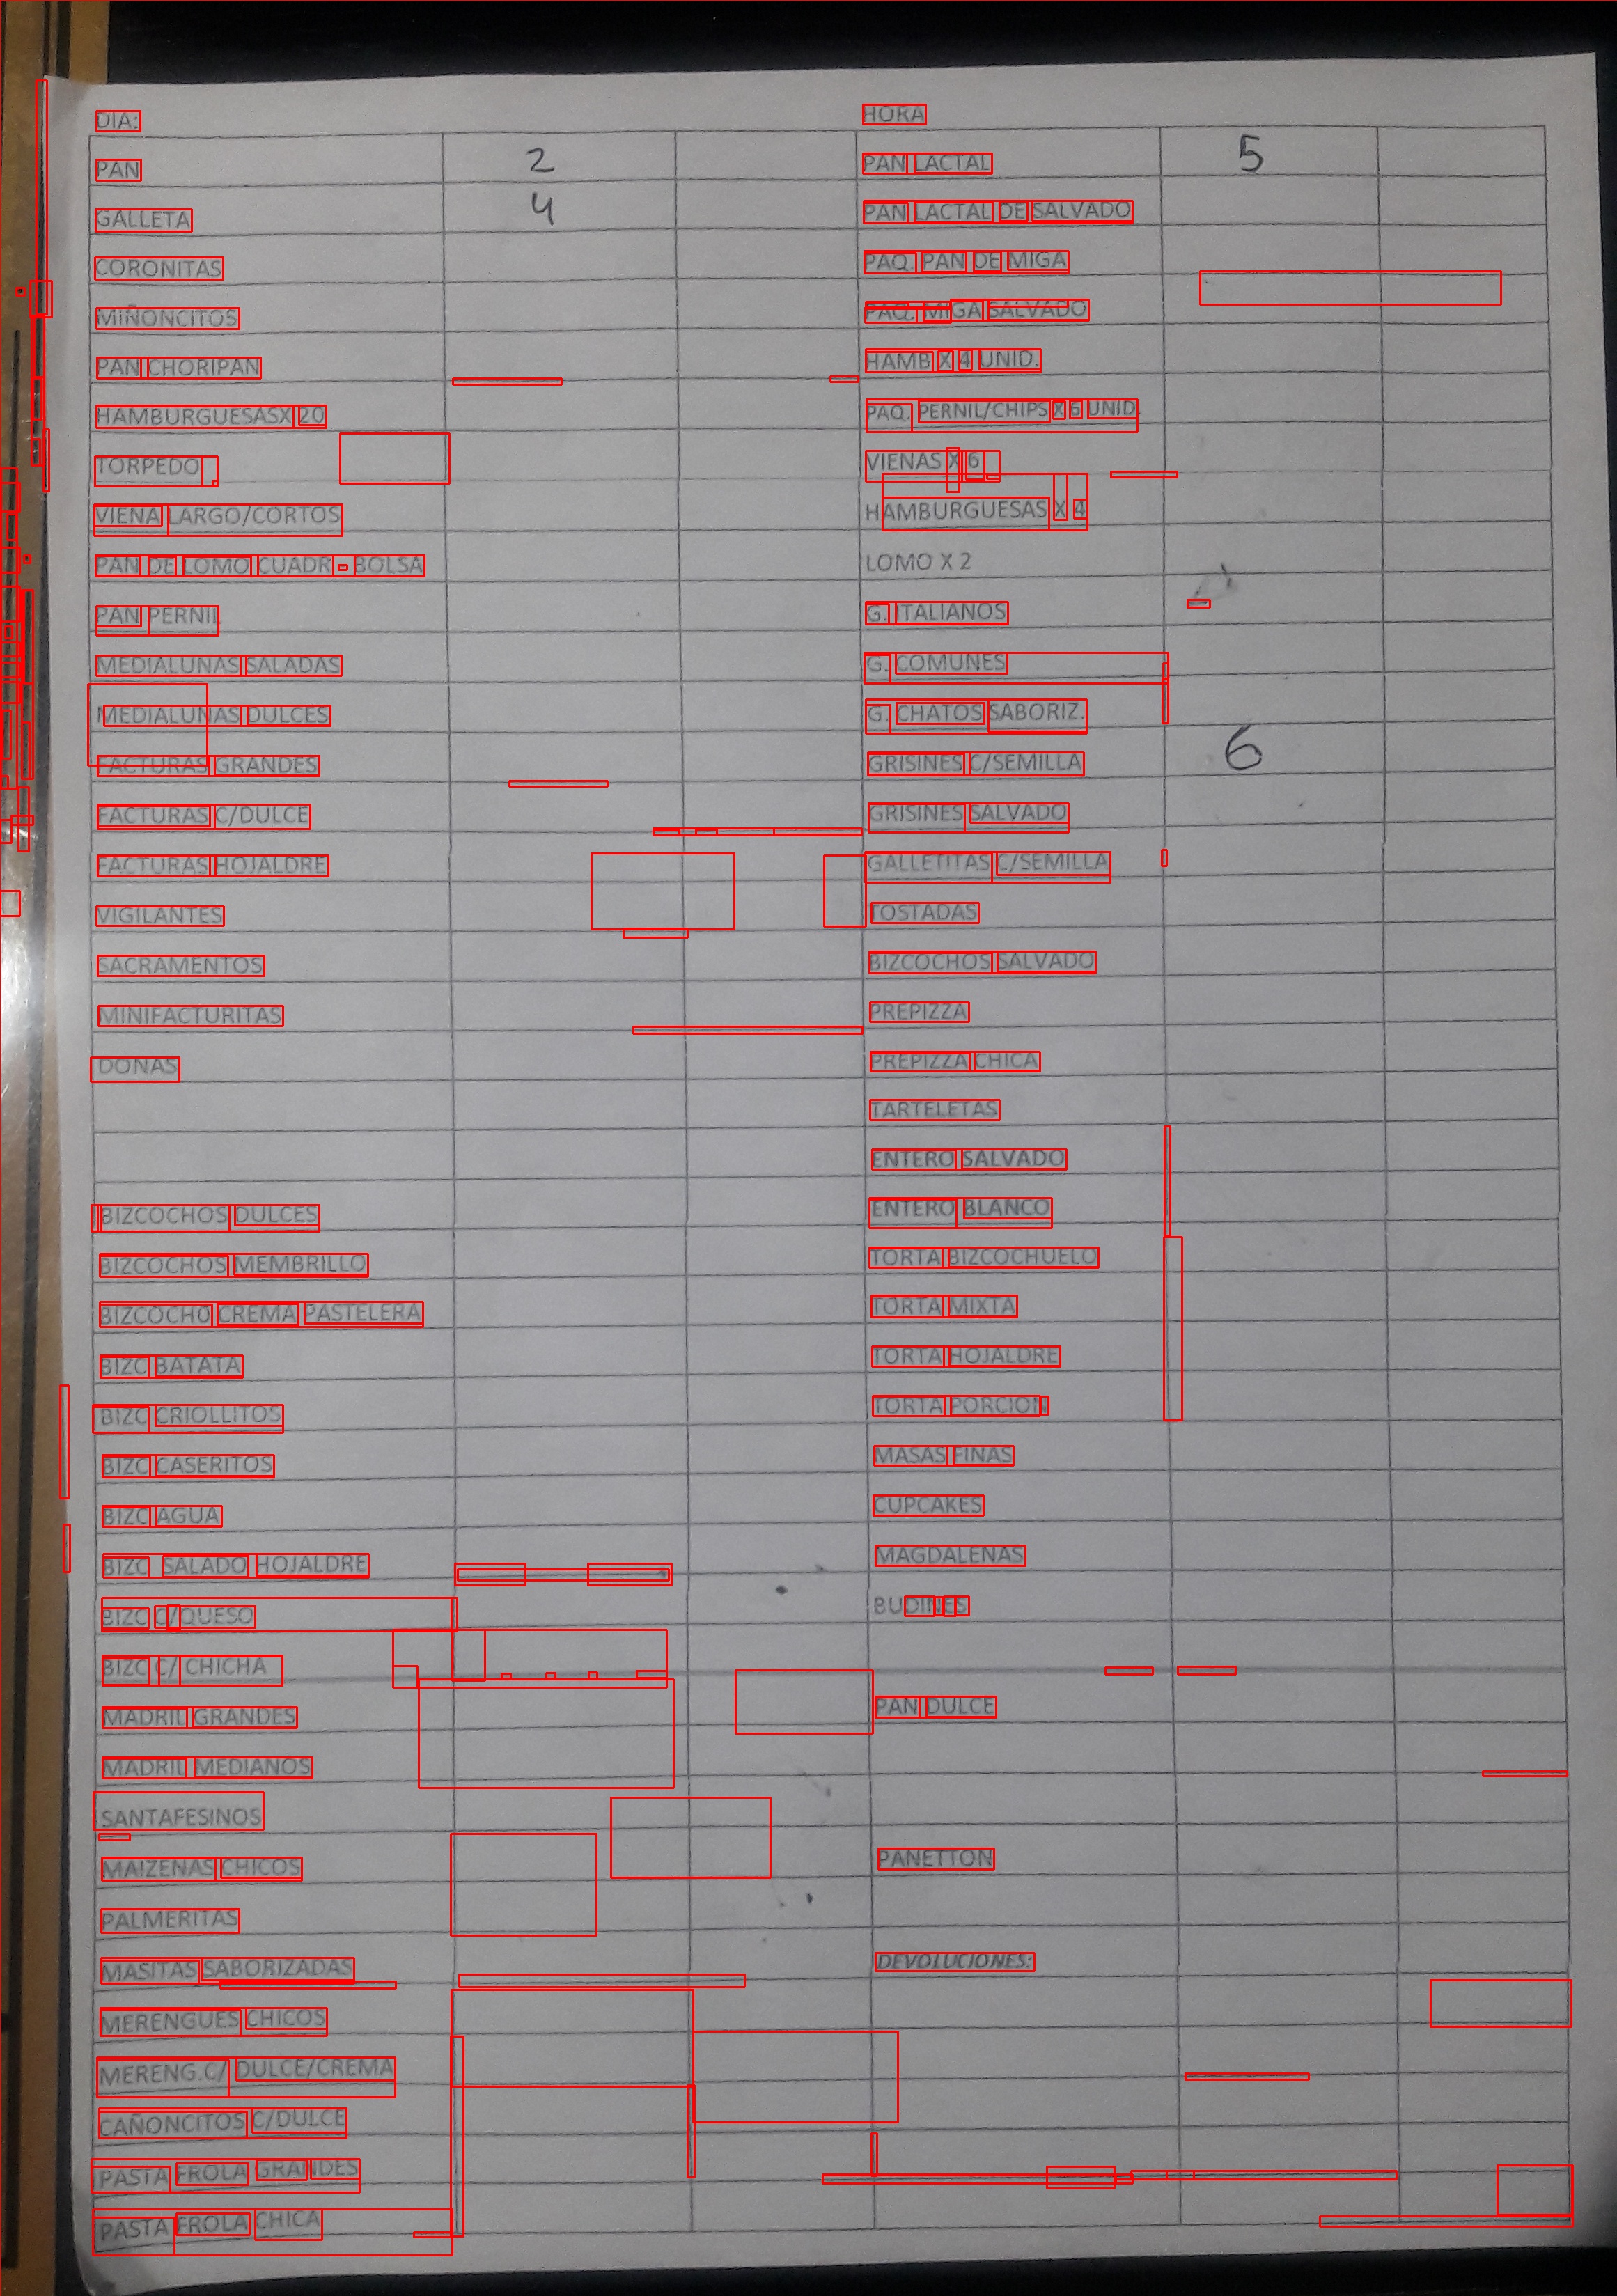 DIA:
PAN 2
GALLETA 4
CORONITAS
MIÑONCITOS
PAN CHORIPAN
HAMBURGUESASX 20
TORPEDO
VIENA LARGO/CORTOS
PAN DE LOMO CUADR - BOLSA
PAN PERNIL
MEDIALUNAS SALADAS
MEDIALUNAS DULCES
FACTURAS GRANDES
FACTURAS C/DULCE
FACTURAS HOJALDRE
VIGILANTES
SACRAMENTOS
MINIFACTURITAS
DONAS
BIZCOCHOS DULCES
BIZCOCHOS MEMBRILLO
BIZCOCHO CREMA PASTELERA
BIZC BATATA
BIZC CRIOLLITOS
BIZC CASERITOS
BIZC AGUA
BIZC SALADO HOJALDRE
BIZC C/QUESO
BIZC C/ CHICHA
MADRIL GRANDES
MADRIL MEDIANOS
SANTAFESINOS
MAIZENAS CHICOS
PALMERITAS
MASITAS SABORIZADAS
MERENGUES CHICOS
MERENG.C/ DULCE/CREMA
CAÑONCITOS C/DULCE
PASTA FROLA GRANDES
PASTA FROLA CHICA
HORA
PAN LACTAL 5
PAN LACTAL DE SALVADO
PAQ. PAN DE MIGA
PAQ. MIGA SALVADO
HAMB X 4 UNID.
PAQ. PERNIL/CHIPS X 6 UNID.
VIENAS X 6
HAMBURGUESAS X 4
LOMO X 2
G. ITALIANOS
G. COMUNES
G. CHATOS SABORIZ.
GRISINES C/SEMILLA 6
GRISINES SALVADO
GALLETITAS C/SEMILLA
TOSTADAS
BIZCOCHOS SALVADO
PREPIZZA
PREPIZZA CHICA
TARTELETAS
ENTERO SALVADO
ENTERO BLANCO
TORTA BIZCOCHUELO
TORTA MIXTA
TORTA HOJALDRE
TORTA PORCION
MASAS FINAS
CUPCAKES
MAGDALENAS
BUDINES
PAN DULCE
PANETTON
DEVOLUCIONES: